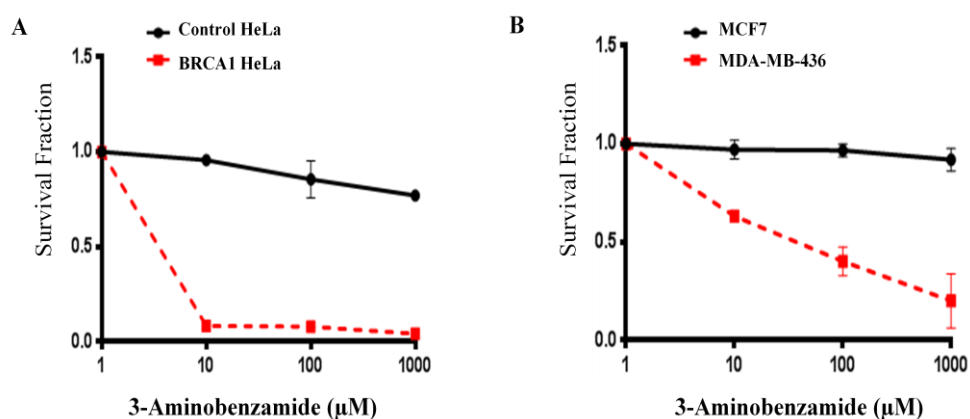 A
Control HeLa
BRCA1 HeLa
1.5
1.0
0.5
0.0
Survival Fraction
1 10 100 1000
3-Aminobenzamide (µM)
B
MCF7
MDA-MB-436
1.5
1.0
0.5
0.0
Survival Fraction
1 10 100 1000
3-Aminobenzamide (µM)